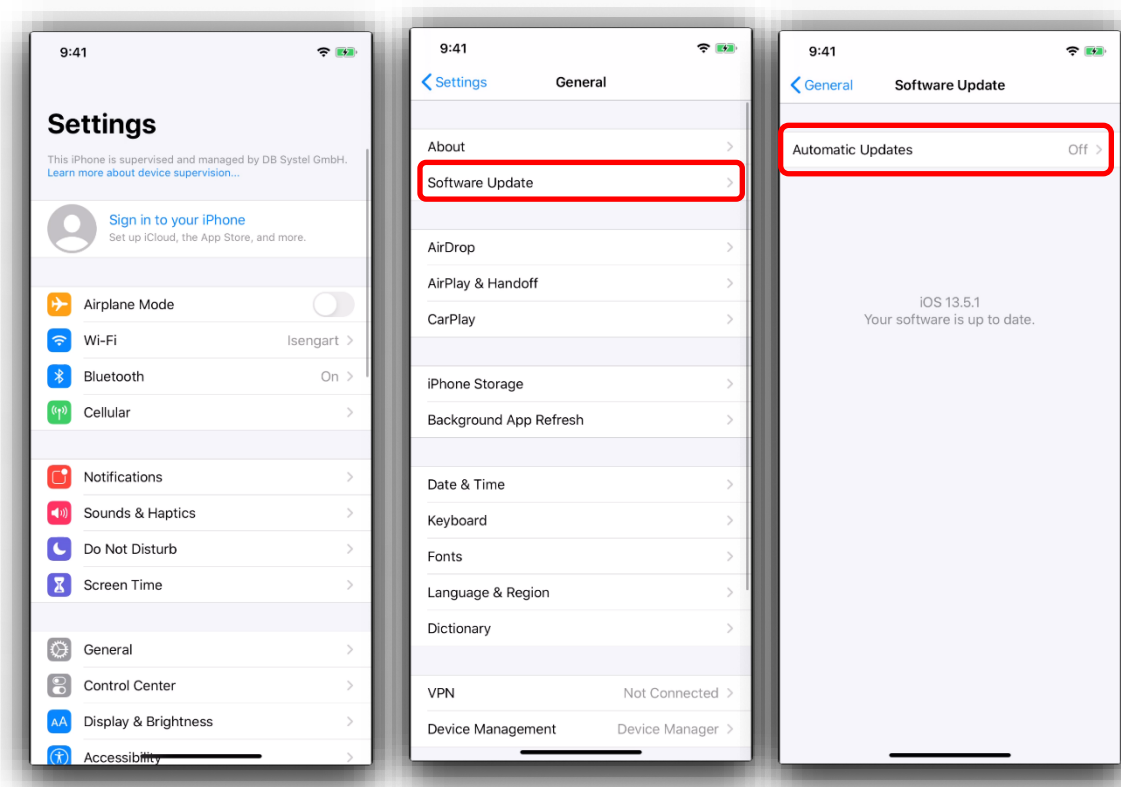 9:41
Settings
This iPhone is supervised and managed by DB Systel GmbH.
Learn more about device supervision...
Sign in to your iPhone
Set up iCloud, the App Store, and more.
Airplane Mode
Wi-Fi Isengart
Bluetooth On
Cellular
Notifications
Sounds & Haptics
Do Not Disturb
Screen Time
General
Control Center
AA Display & Brightness
Accessibility
9:41
Settings General
About
Software Update
AirDrop
AirPlay & Handoff
CarPlay
iPhone Storage
Background App Refresh
Date & Time
Keyboard
Fonts
Language & Region
Dictionary
VPN Not Connected
Device Management Device Manager
9:41
General Software Update
Automatic Updates Off
iOS 13.5.1
Your software is up to date.